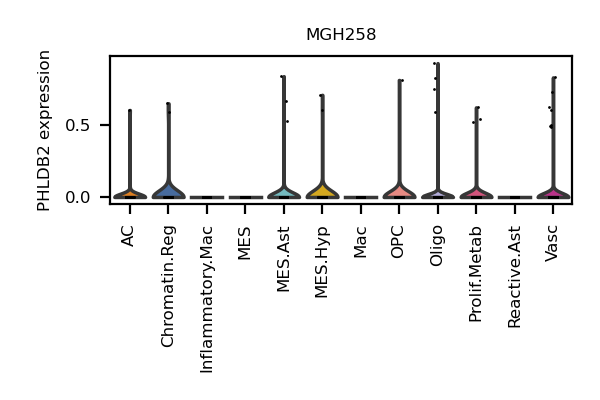 MGH258
PHLDB2 expression
0.5
0.0
AC
Chromatin.Reg
Inflammatory.Mac
MES
MES.Ast
MES.Hyp
Mac
OPC
Oligo
Prolif.Metab
Reactive.Ast
Vasc